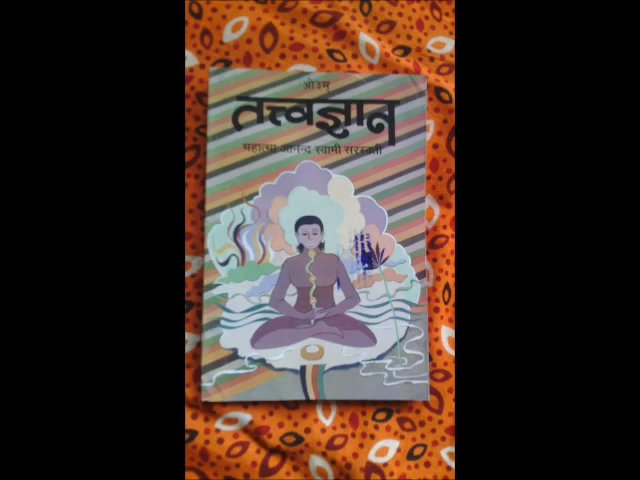 ओ३म्
तत्त्वज्ञान
महात्मा आनन्द स्वामी सरस्वती